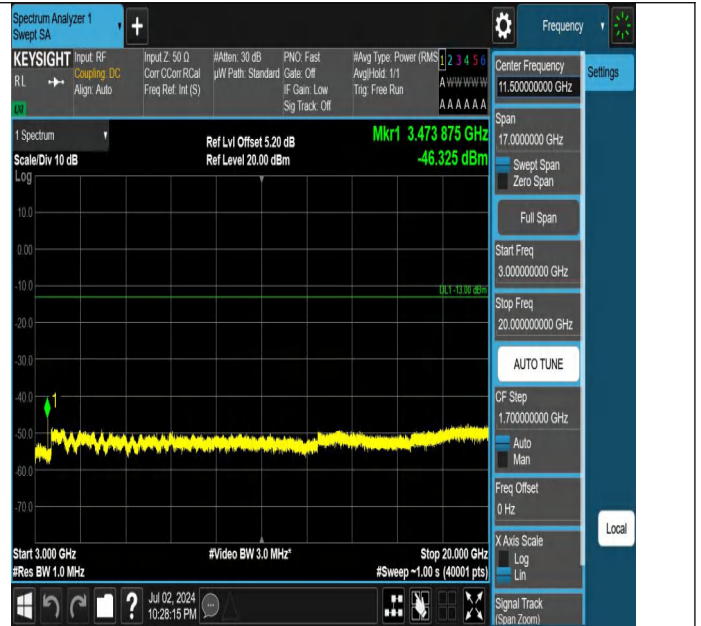 Spectrum Analyzer 1
Swept SA
+
Frequency
KEYSIGHT
R L
LXI
Input: RF
Coupling: DC
Align: Auto
Input Z: 50 Ω
Corr CCorr RCal
Freq Ref: Int (S)
#Atten: 30 dB
µW Path: Standard
PNO: Fast
Gate: Off
IF Gain: Low
Sig Track: Off
#Avg Type: Power (RMS
Avg|Hold: 1/1
Trig: Free Run
1 2 3 4 5 6
A W W W W W
A A A A A A
1 Spectrum
Scale/Div 10 dB
Log
Ref Lvl Offset 5.20 dB
Ref Level 20.00 dBm
Mkr1 3.473 875 GHz
-46.325 dBm
10.0
0.00
-10.0
DL1 -13.00 dBm
-20.0
-30.0
-40.0
1
-50.0
-60.0
-70.0
Start 3.000 GHz
#Res BW 1.0 MHz
#Video BW 3.0 MHz*
Stop 20.000 GHz
#Sweep ~1.00 s (40001 pts)
Center Frequency
11.500000000 GHz
Settings
Span
17.0000000 GHz
Swept Span
Zero Span
Full Span
Start Freq
3.000000000 GHz
Stop Freq
20.000000000 GHz
AUTO TUNE
CF Step
1.700000000 GHz
Auto
Man
Freq Offset
0 Hz
X Axis Scale
Log
Lin
Local
Signal Track
(Span Zoom)
?
Jul 02, 2024
10:28:15 PM